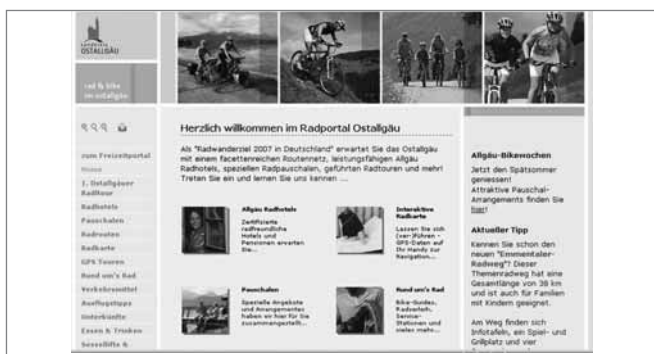 Landkreis
OSTALLGÄU
rad & bike
im ostallgäu
zum Freizeitportal
Home
1. Ostallgäuer
Radltour
Radhotels
Pauschalen
Radrouten
Radkarte
GPS Touren
Rund um's Rad
Verkehrsmittel
Ausflugstipps
Unterkünfte
Essen & Trinken
Sessellifte &
Herzlich willkommen im Radportal Ostallgäu
Als "Radwanderziel 2007 in Deutschland" erwartet Sie das Ostallgäu
mit einem facettenreichen Routennetz, leistungsfähigen Allgäu
Radhotels, speziellen Radpauschalen, geführten Radtouren und mehr!
Treten Sie ein und lernen Sie uns kennen ...
Allgäu Radhotels
Zertifizierte
radfreundliche
Hotels und
Pensionen erwarten
Sie...
Interaktive
Radkarte
Lassen Sie sich
(ver-)führen -
GPS-Daten auf
Ihr Handy zur
Navigation...
Pauschalen
Spezielle Angebote
und Arrangements
haben wir hier für Sie
zusammengestellt...
Rund um's Rad
Bike-Guides,
Radverleih,
Service-
Stationen und
vieles mehr...
Allgäu-Bikewochen
Jetzt den Spätsommer
geniessen!
Attraktive Pauschal-
Arrangements finden Sie
hier!
Aktueller Tipp
Kennen Sie schon den
neuen "Emmentaler-
Radweg"? Dieser
Themenradweg hat eine
Gesamtlänge von 38 km
und ist auch für Familien
mit Kindern geeignet.
Am Weg finden sich
Infotafeln, ein Spiel- und
Grillplatz und vier